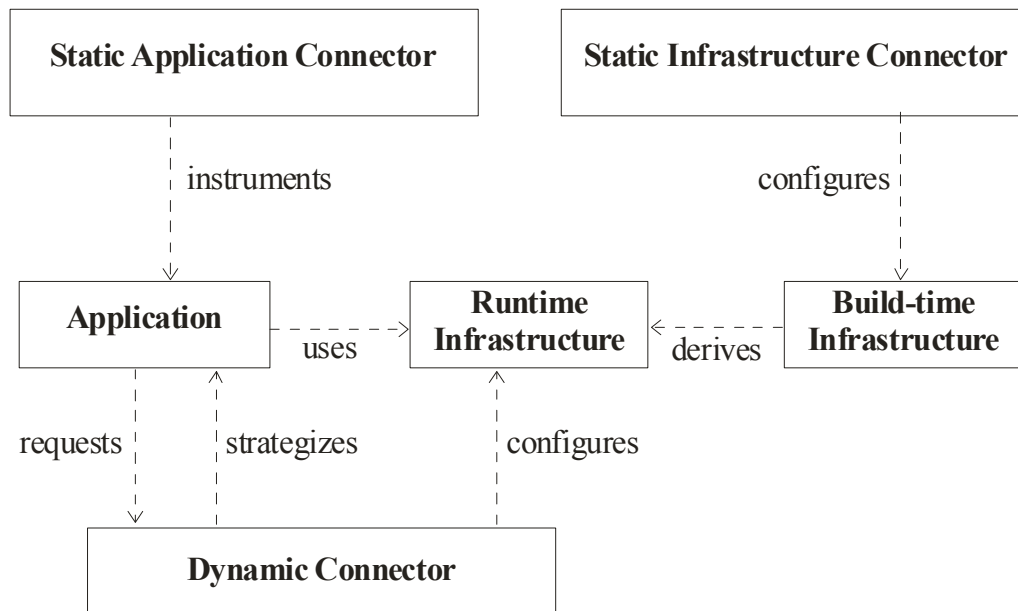 Static Application Connector
Static Infrastructure Connector
instruments
configures
Application
Runtime
Infrastructure
Build-time
Infrastructure
uses
derives
requests
strategizes
configures
Dynamic Connector